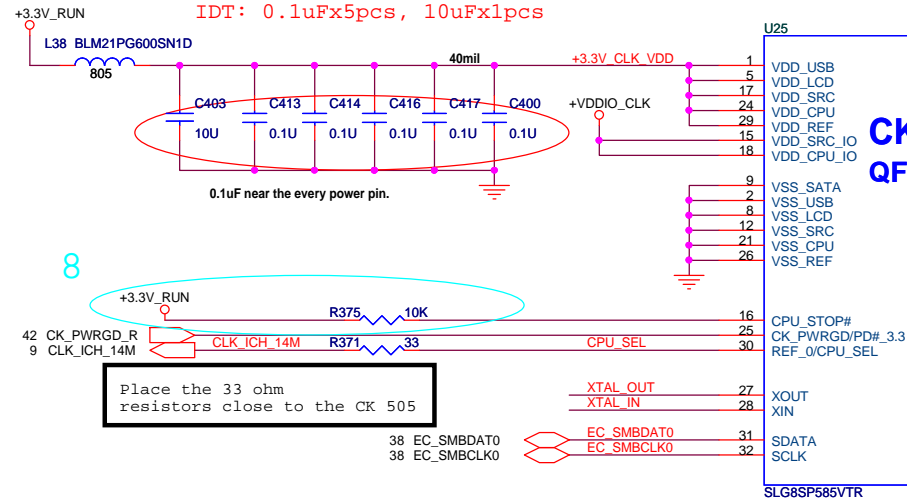 IDT: 0.1uFx5pcs, 10uFx1pcs
+3.3V_RUN
U25
L38 BLM21PG600SN1D
805
40mil
+3.3V_CLK_VDD
C403 C413 C414 C416 C417 C400
10U 0.1U 0.1U 0.1U 0.1U 0.1U
0.1uF near the every power pin.
+VDDIO_CLK
1 VDD_USB
5 VDD_LCD
17 VDD_SRC
24 VDD_CPU
29 VDD_REF
15 VDD_SRC_IO
18 VDD_CPU_IO
QF
9 VSS_SATA
2 VSS_USB
8 VSS_LCD
12 VSS_SRC
21 VSS_CPU
26 VSS_REF
8
+3.3V_RUN
R375 10K
16 CPU_STOP#
42 CK_PWRGD_R
25 CK_PWRGD/PD#_3.3
9 CLK_ICH_14M
CLK_ICH_14M R371 33 CPU_SEL
30 REF_0/CPU_SEL
Place the 33 ohm
resistors close to the CK 505
XTAL_OUT 27 XOUT
XTAL_IN 28 XIN
38 EC_SMBDAT0 EC_SMBDAT0 31 SDATA
38 EC_SMBCLK0 EC_SMBCLK0 32 SCLK
SLG8SP585VTR